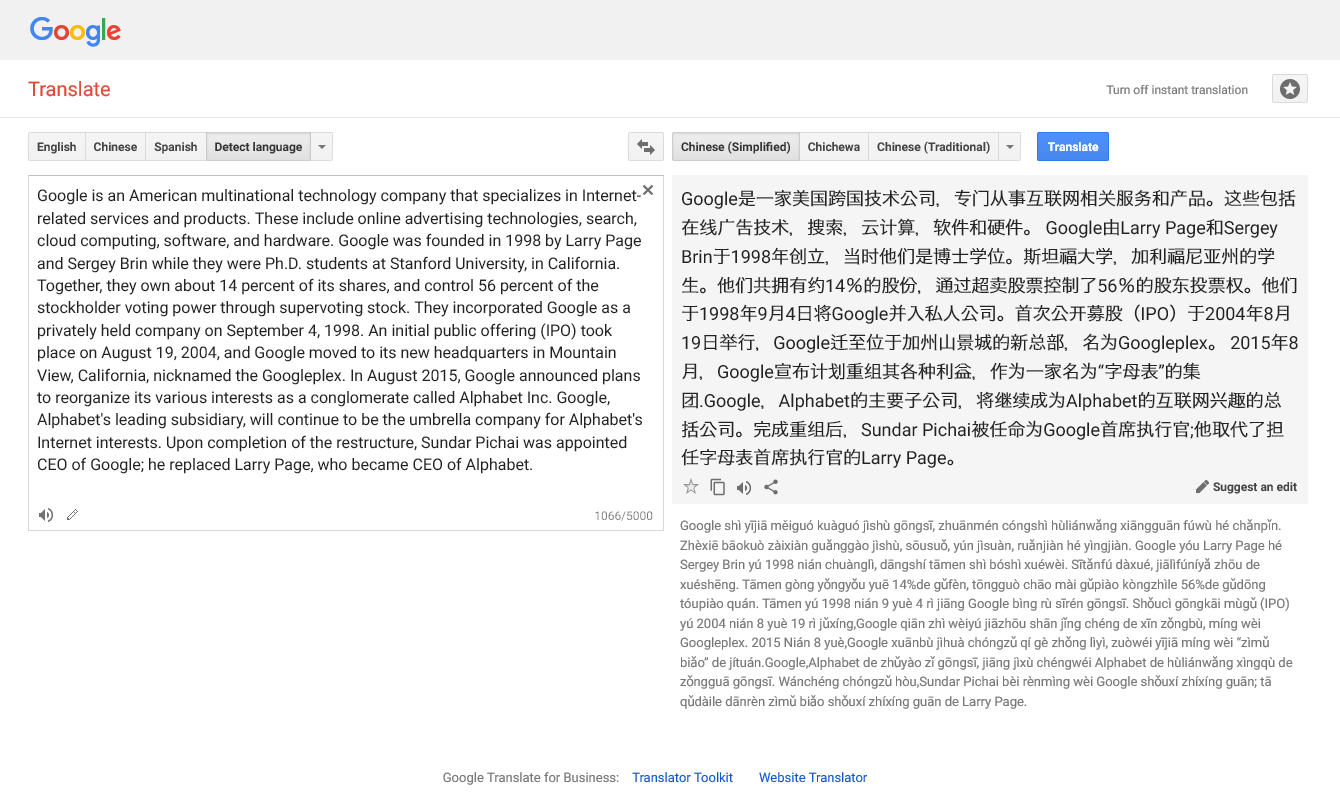 Google
Translate
Turn off instant translation
English Chinese Spanish Detect language
Chinese (Simplified) Chichewa Chinese (Traditional) Translate
Google is an American multinational technology company that specializes in Internet-
related services and products. These include online advertising technologies, search,
cloud computing, software, and hardware. Google was founded in 1998 by Larry Page
and Sergey Brin while they were Ph.D. students at Stanford University, in California.
Together, they own about 14 percent of its shares, and control 56 percent of the
stockholder voting power through supervoting stock. They incorporated Google as a
privately held company on September 4, 1998. An initial public offering (IPO) took
place on August 19, 2004, and Google moved to its new headquarters in Mountain
View, California, nicknamed the Googleplex. In August 2015, Google announced plans
to reorganize its various interests as a conglomerate called Alphabet Inc. Google,
Alphabet's leading subsidiary, will continue to be the umbrella company for Alphabet's
Internet interests. Upon completion of the restructure, Sundar Pichai was appointed
CEO of Google; he replaced Larry Page, who became CEO of Alphabet.
1066/5000
Google是一家美国跨国技术公司，专门从事互联网相关服务和产品。这些包括
在线广告技术，搜索，云计算，软件和硬件。 Google由Larry Page和Sergey
Brin于1998年创立，当时他们是博士学位。斯坦福大学，加利福尼亚州的学
生。他们共拥有约14％的股份，通过超卖股票控制了56％的股东投票权。他们
于1998年9月4日将Google并入私人公司。首次公开募股（IPO）于2004年8月
19日举行，Google迁至位于加州山景城的新总部，名为Googleplex。 2015年8
月，Google宣布计划重组其各种利益，作为一家名为“字母表”的集
团.Google，Alphabet的主要子公司，将继续成为Alphabet的互联网兴趣的总
括公司。完成重组后，Sundar Pichai被任命为Google首席执行官;他取代了担
任字母表首席执行官的Larry Page。
Suggest an edit
Google shì yījiā měiguó kuàguó jìshù gōngsī, zhuānmén cóngshì hùliánwǎng xiāngguān fúwù hé chǎnpǐn.
Zhèxiē bāokuò zàixiàn guǎnggào jìshù, sōusuǒ, yún jìsuàn, ruǎnjiàn hé yìngjiàn. Google yóu Larry Page hé
Sergey Brin yú 1998 nián chuànglì, dāngshí tāmen shì bóshì xuéwèi. Sītǎnfú dàxué, jiālìfúníyǎ zhōu de
xuéshēng. Tāmen gòng yǒngyǒu yuē 14%de gǔfèn, tōngguò chāo mài gǔpiào kòngzhìle 56%de gǔdōng
tóupiào quán. Tāmen yú 1998 nián 9 yuè 4 rì jiāng Google bìng rù sīrén gōngsī. Shǒucì gōngkāi mùgǔ (IPO)
yú 2004 nián 8 yuè 19 rì jǔxíng,Google qiān zhì wèiyú jiāzhōu shān jǐng chéng de xīn zǒngbù, míng wèi
Googleplex. 2015 Nián 8 yuè,Google xuānbù jìhuà chóngzǔ qí gè zhǒng lìyì, zuòwéi yījiā míng wèi “zìmǔ
biǎo” de jítuán.Google,Alphabet de zhǔyào zǐ gōngsī, jiāng jìxù chéngwéi Alphabet de hùliánwǎng xìngqù de
zǒngguā gōngsī. Wánchéng chóngzǔ hòu,Sundar Pichai bèi rènmìng wèi Google shǒuxí zhíxíng guān; tā
qǔdàile dānrèn zìmǔ biǎo shǒuxí zhíxíng guān de Larry Page.
Google Translate for Business: Translator Toolkit Website Translator